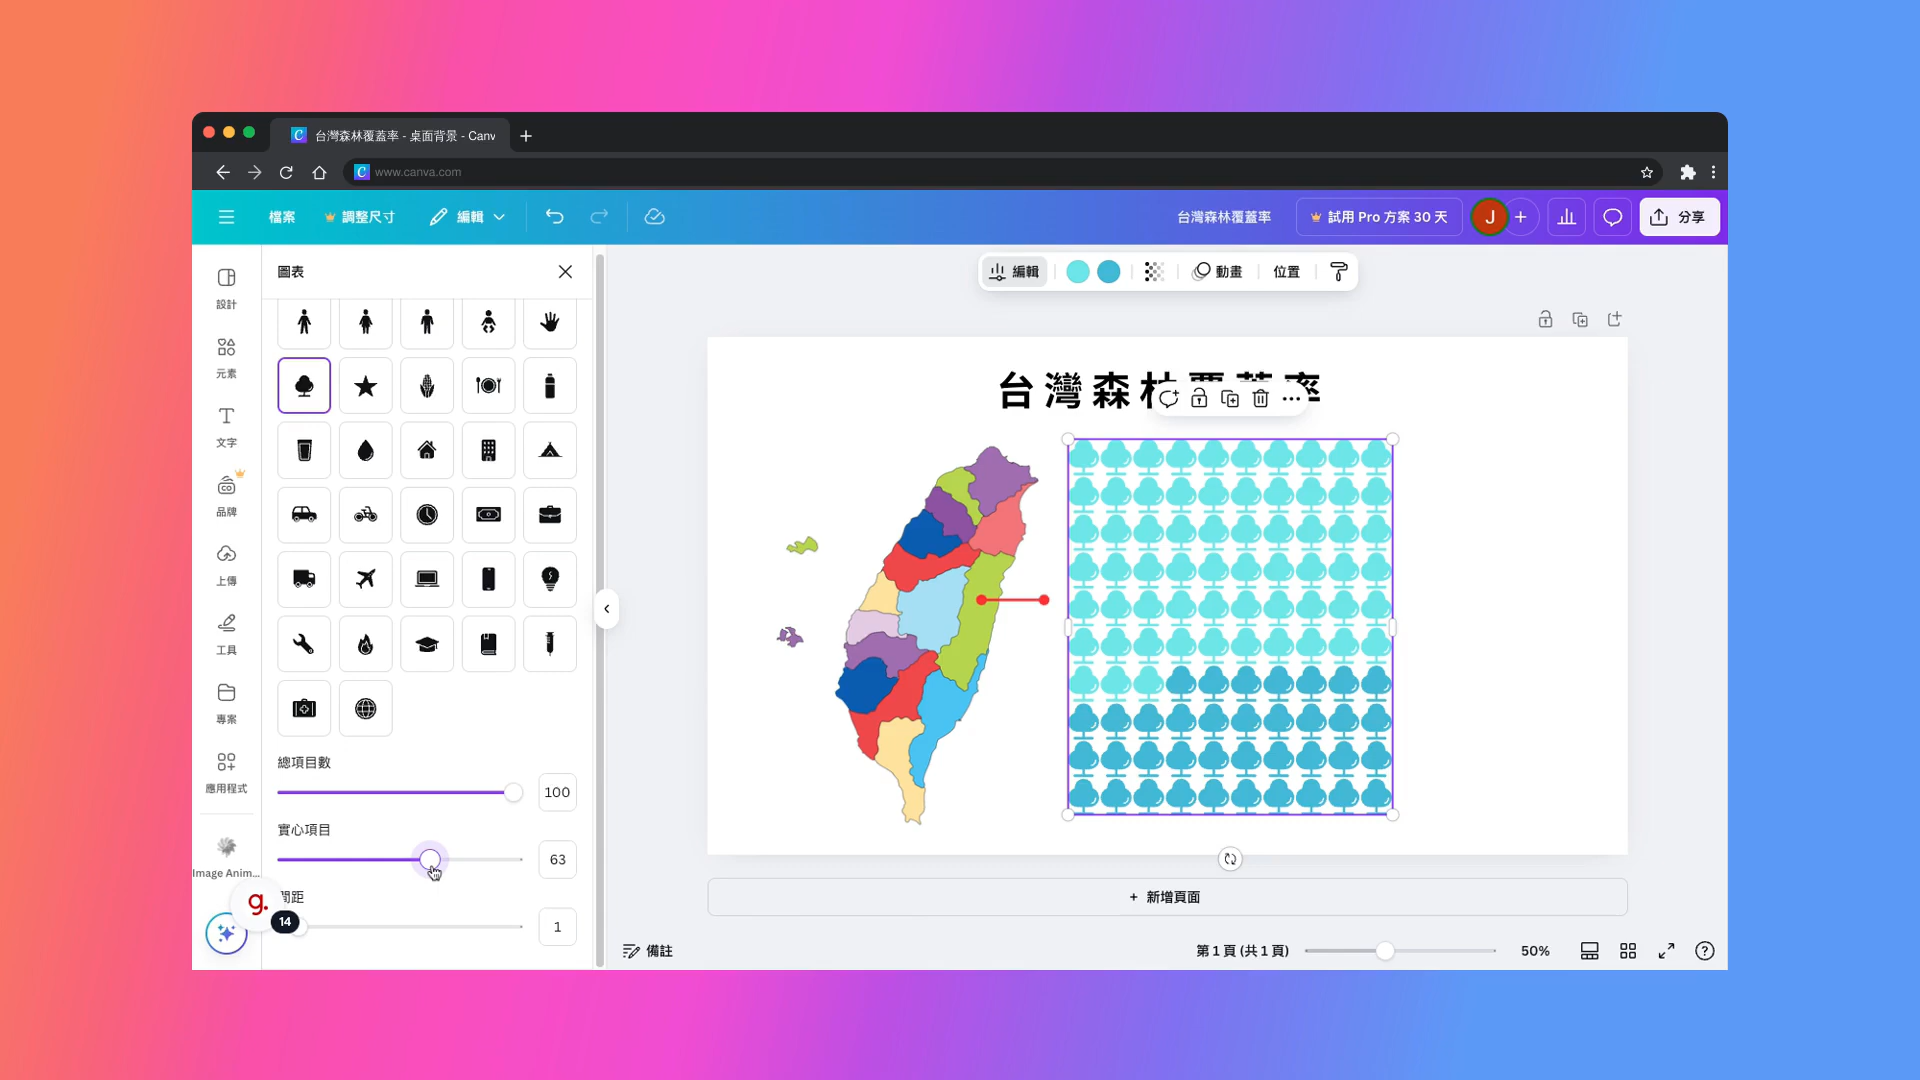 台灣森林覆蓋率 - 桌面背景 - Canv
www.canva.com
檔案
調整尺寸
編輯
台灣森林覆蓋率
試用 Pro 方案 30 天
J
分享
設計
元素
文字
品牌
上傳
工具
專案
應用程式
Image Anim...
圖表
總項目數
100
實心項目
63
間距
1
g.
14
編輯
動畫
位置
台灣森林覆蓋率
+ 新增頁面
備註
第 1 頁 (共 1 頁)
50%